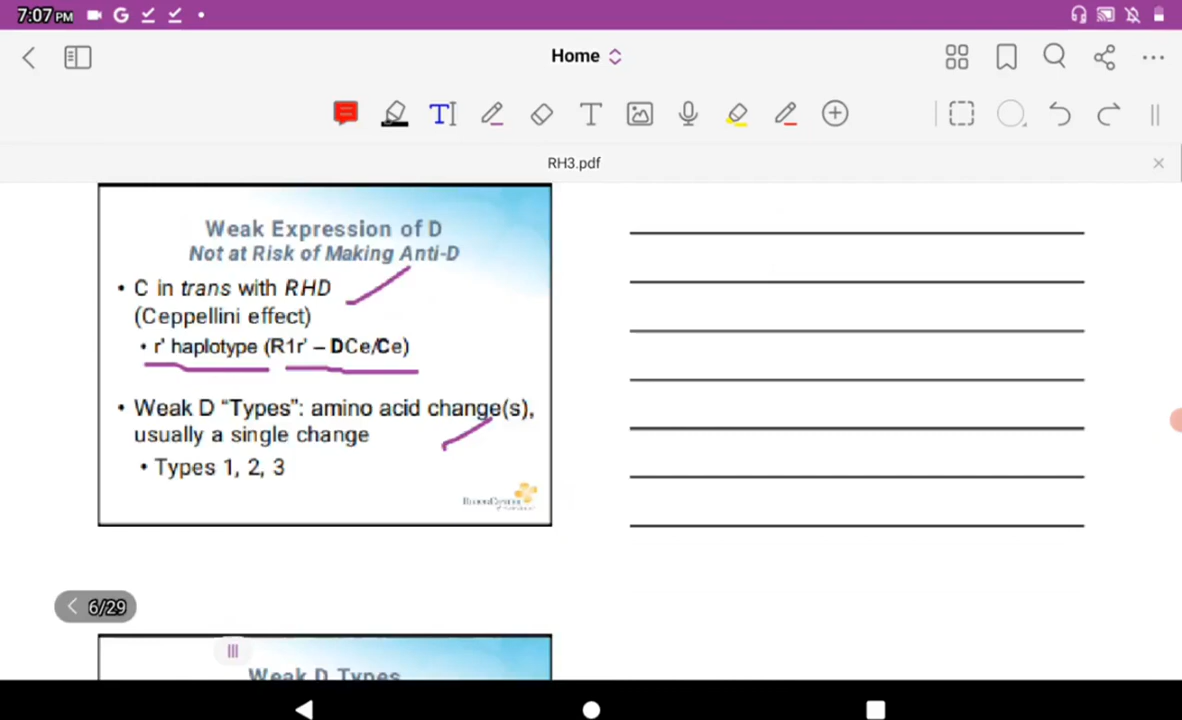 7:07 PM
Home
RH3.pdf
Weak Expression of D
Not at Risk of Making Anti-D
• C in trans with RHD
(Ceppellini effect)
• r' haplotype (R1r' – DCe/Ce)
• Weak D “Types”: amino acid change(s),
usually a single change
• Types 1, 2, 3
6/29
Weak D Types